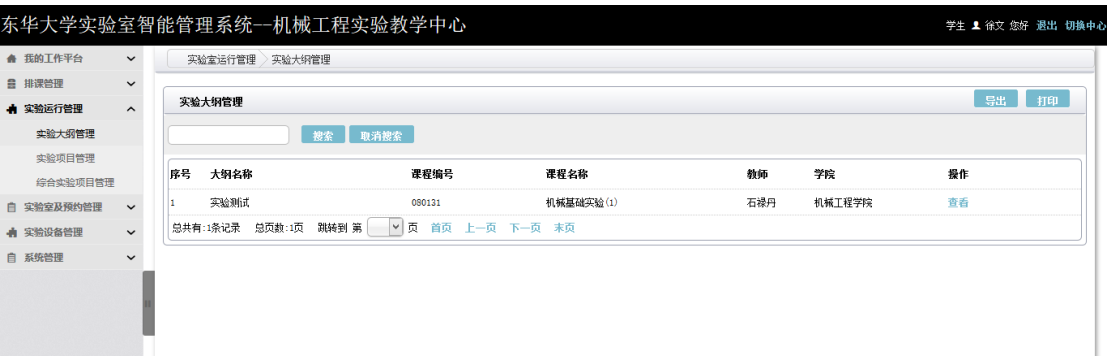 东华大学实验室智能管理系统--机械工程实验教学中心
学生 徐文 您好 退出 切换中心
我的工作平台
排课管理
实验运行管理
实验大纲管理
实验项目管理
综合实验项目管理
实验室及预约管理
实验设备管理
系统管理
实验室运行管理 实验大纲管理
实验大纲管理 导出 打印
搜索 取消搜索
序号 大纲名称 课程编号 课程名称 教师 学院 操作
1 实验测试 080131 机械基础实验(1) 石禄丹 机械工程学院 查看
总共有:1条记录 总页数:1页 跳转到 第 页 首页 上一页 下一页 末页